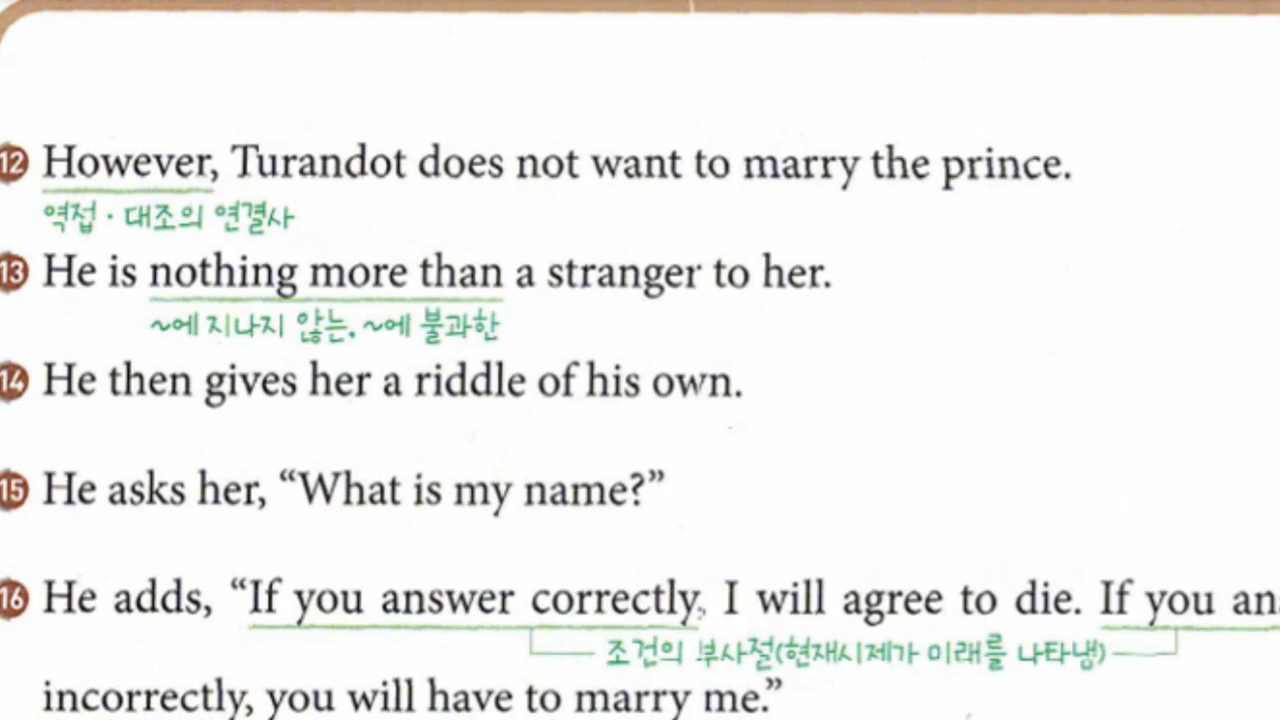 12 However, Turandot does not want to marry the prince.
역접·대조의 연결사
13 He is nothing more than a stranger to her.
~에 지나지 않는, ~에 불과한
14 He then gives her a riddle of his own.
15 He asks her, “What is my name?”
16 He adds, “If you answer correctly, I will agree to die. If you
조건의 부사절(현재시제가 미래를 나타냄)
incorrectly, you will have to marry me.”